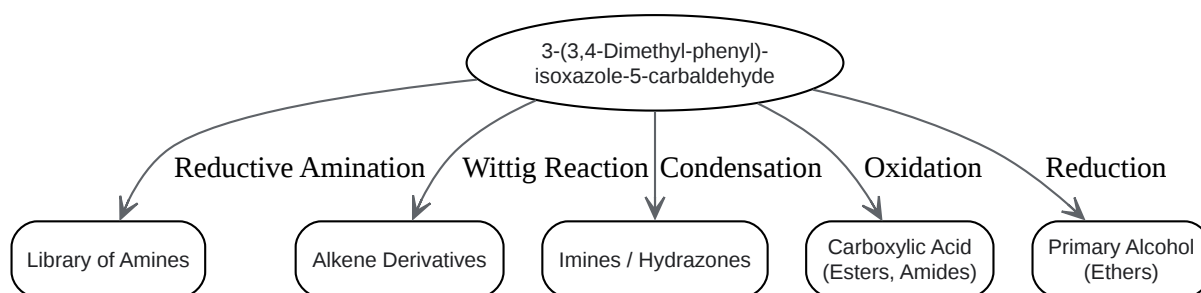 3-(3,4-Dimethyl-phenyl)-
isoxazole-5-carbaldehyde
Reductive Amination
Wittig Reaction
Condensation
Oxidation
Reduction
Library of Amines
Alkene Derivatives
Imines / Hydrazones
Carboxylic Acid
(Esters, Amides)
Primary Alcohol
(Ethers)